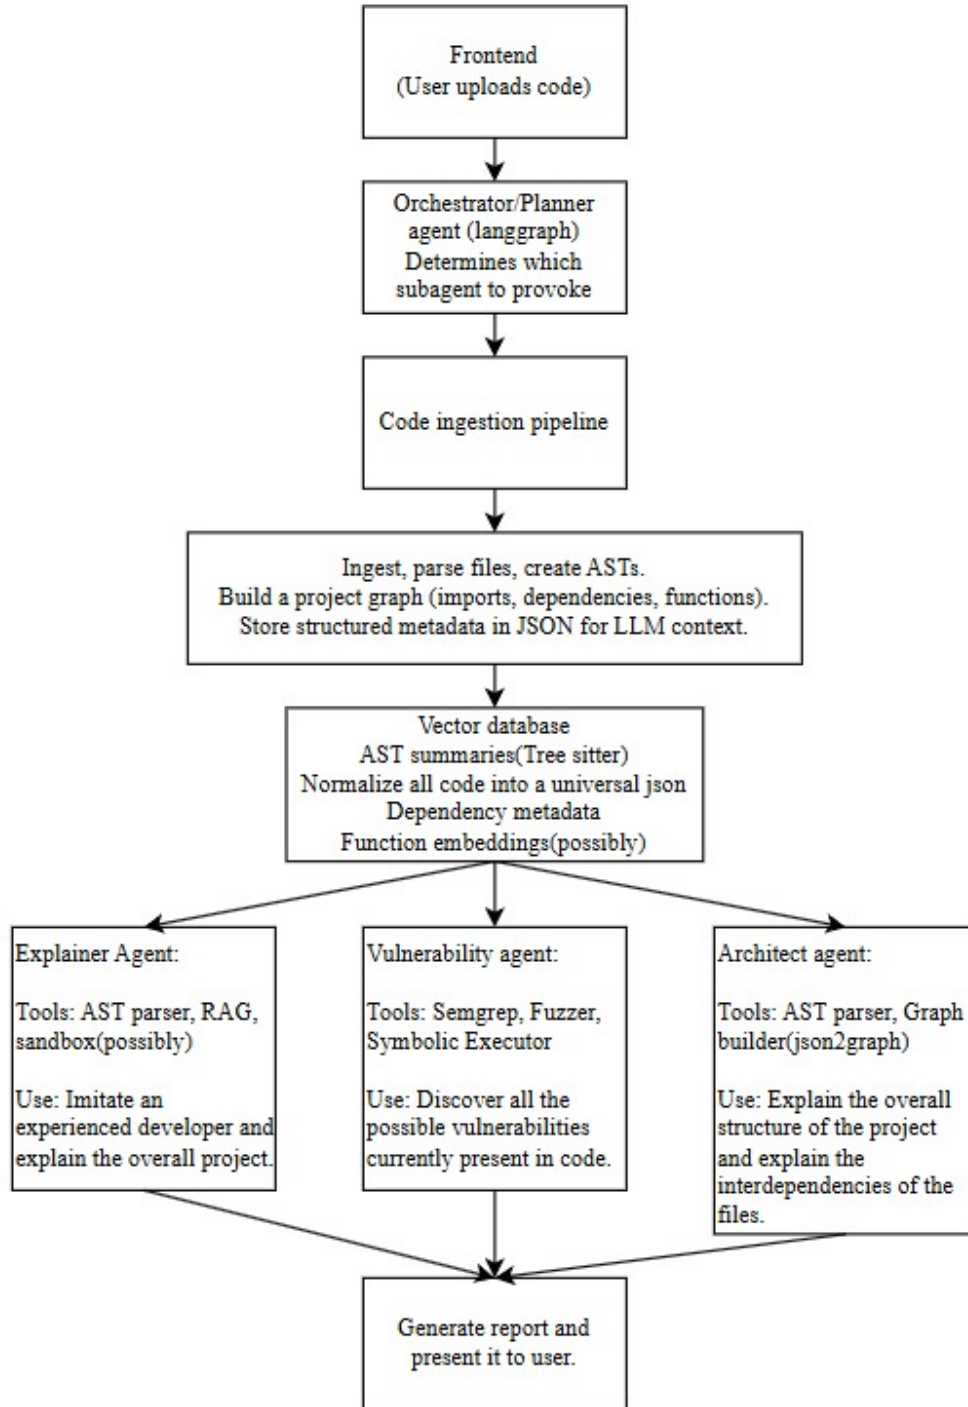 Frontend
(User uploads code)
Orchestrator/Planner
agent (langgraph)
Determines which
subagent to provoke
Code ingestion pipeline
Ingest, parse files, create ASTs.
Build a project graph (imports, dependencies, functions).
Store structured metadata in JSON for LLM context.
Vector database
AST summaries(Tree sitter)
Normalize all code into a universal json
Dependency metadata
Function embeddings(possibly)
Explainer Agent:
Tools: AST parser, RAG,
sandbox(possibly)
Use: Imitate an
experienced developer and
explain the overall project.
Vulnerability agent:
Tools: Semgrep, Fuzzer,
Symbolic Executor
Use: Discover all the
possible vulnerabilities
currently present in code.
Architect agent:
Tools: AST parser, Graph
builder(json2graph)
Use: Explain the overall
structure of the project
and explain the
interdependencies of the
files.
Generate report and
present it to user.